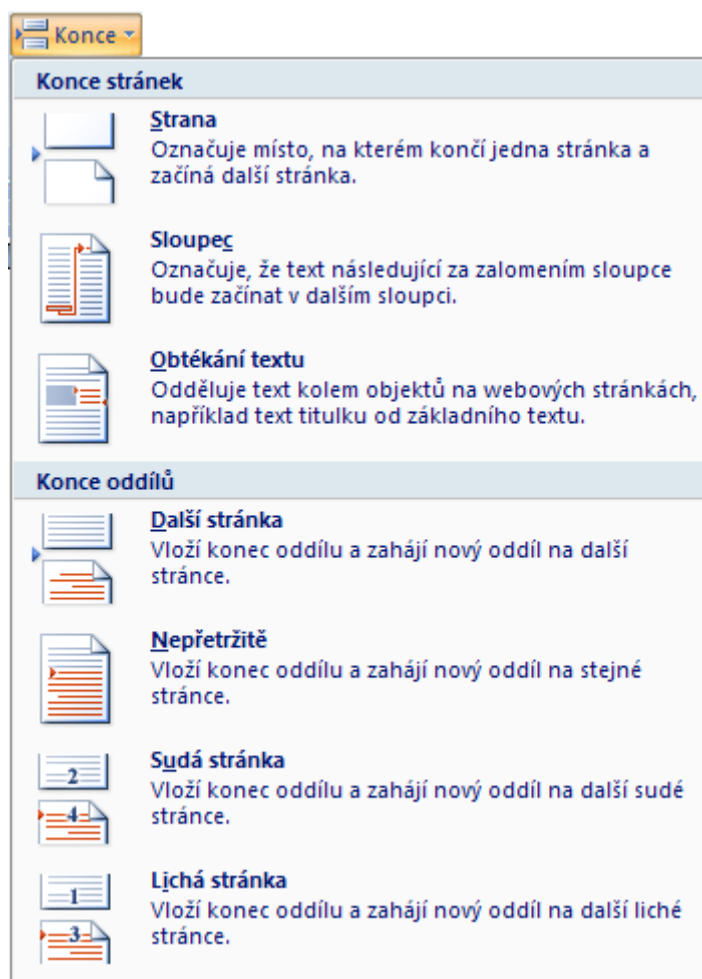 Konce
Konce stránek
Strana
Označuje místo, na kterém končí jedna stránka a
začíná další stránka.
Sloupec
Označuje, že text následující za zalomením sloupce
bude začínat v dalším sloupci.
Obtékání textu
Odděluje text kolem objektů na webových stránkách,
například text titulku od základního textu.
Konce oddílů
Další stránka
Vloží konec oddílu a zahájí nový oddíl na další
stránce.
Nepřetržitě
Vloží konec oddílu a zahájí nový oddíl na stejné
stránce.
2
Sudá stránka
Vloží konec oddílu a zahájí nový oddíl na další sudé
4
stránce.
1
Lichá stránka
Vloží konec oddílu a zahájí nový oddíl na další liché
3
stránce.